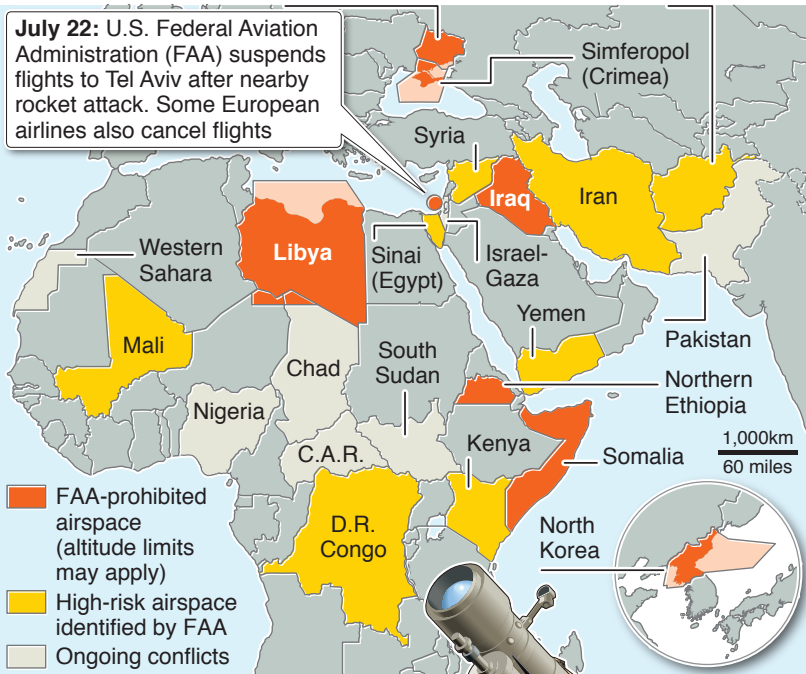 July 22: U.S. Federal Aviation
Administration (FAA) suspends
flights to Tel Aviv after nearby
rocket attack. Some European
airlines also cancel flights
Simferopol
(Crimea)
Syria
Iraq
Iran
Western
Sahara
Libya
Sinai
(Egypt)
Israel-
Gaza
Yemen
Pakistan
Mali
Chad
South
Sudan
Northern
Ethiopia
Nigeria
C.A.R.
Kenya
Somalia
1,000km
60 miles
D.R.
Congo
North
Korea
FAA-prohibited
airspace
(altitude limits
may apply)
High-risk airspace
identified by FAA
Ongoing conflicts